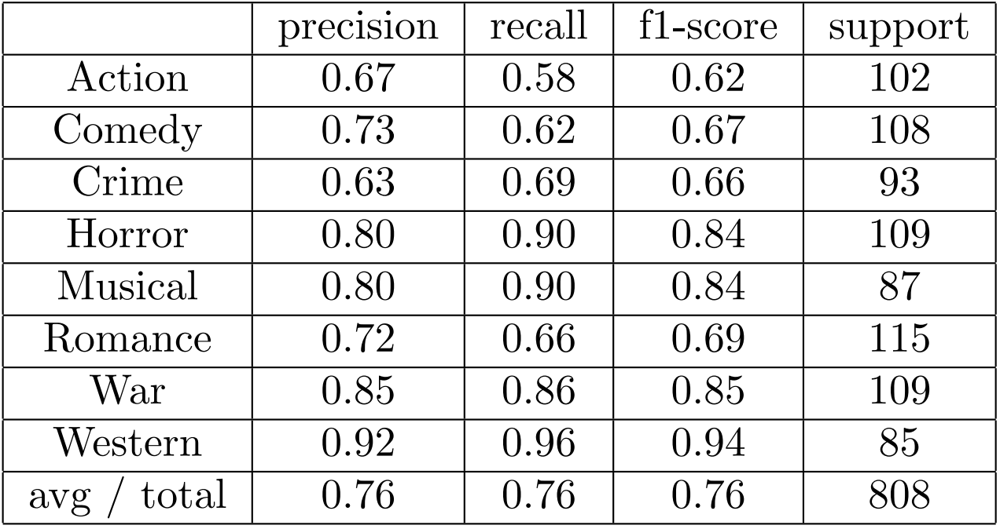 precision recall f1-score support
Action 0.67 0.58 0.62 102
Comedy 0.73 0.62 0.67 108
Crime 0.63 0.69 0.66 93
Horror 0.80 0.90 0.84 109
Musical 0.80 0.90 0.84 87
Romance 0.72 0.66 0.69 115
War 0.85 0.86 0.85 109
Western 0.92 0.96 0.94 85
avg / total 0.76 0.76 0.76 808